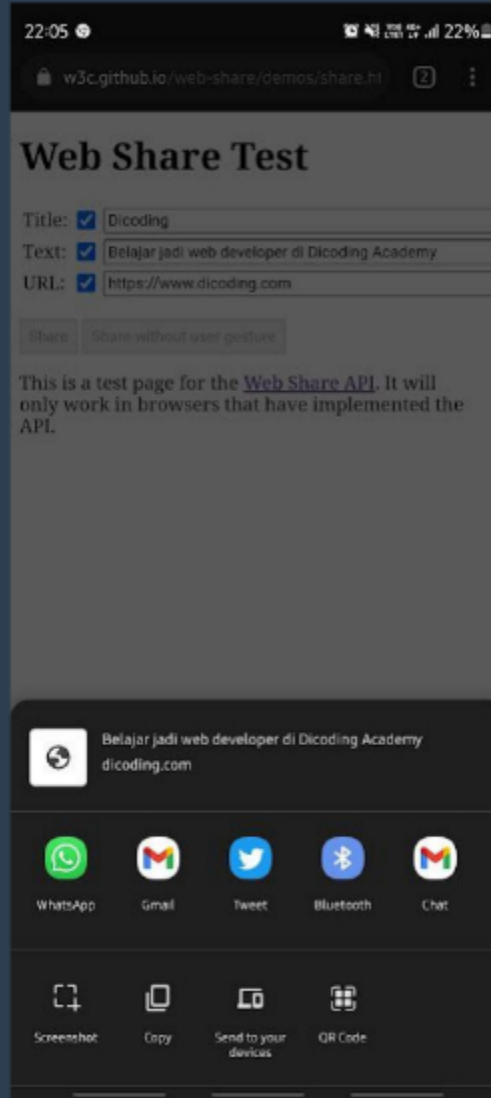 22:05
22%
w3c.github.io/web-share/demos/share.ht
2
Web Share Test
Title: Dicoding
Text: Belajar jadi web developer di Dicoding Academy
URL: https://www.dicoding.com
Share Share without user gesture
This is a test page for the Web Share API. It will
only work in browsers that have implemented the
API.
Belajar jadi web developer di Dicoding Academy
dicoding.com
WhatsApp Gmail Tweet Bluetooth Chat
Screenshot Copy Send to your QR Code
devices